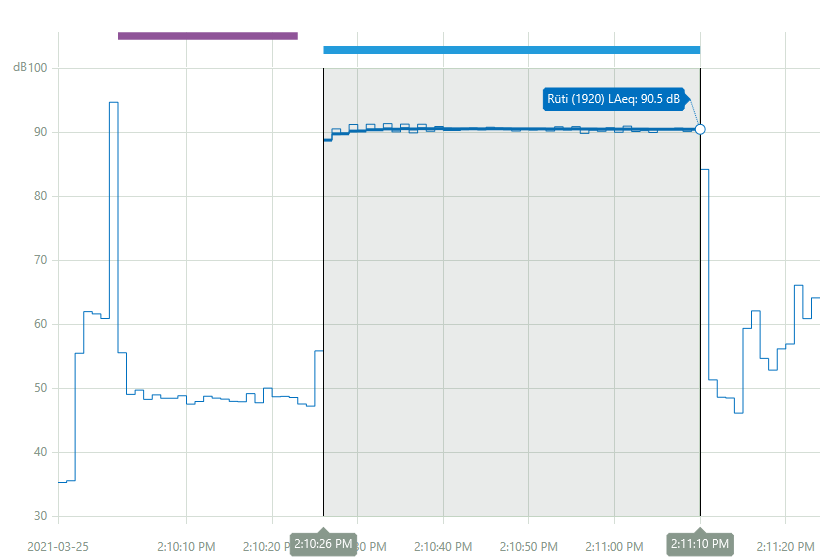 dB100
Rüti (1920) LAeq: 90.5 dB
90
80
70
60
50
40
30
2021-03-25
2:10:10 PM
2:10:20 P
2:10:26 PM
30 PM
2:10:40 PM
2:10:50 PM
2:11:00 PM
2:11:10 PM
2:11:20 PM